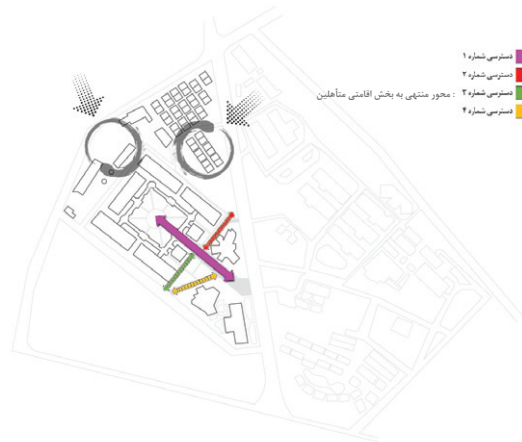 دسترسی شماره ۱
دسترسی شماره ۲
دسترسی شماره ۳ : محور منتهی به بخش اقامتی متأهلین
دسترسی شماره ۴